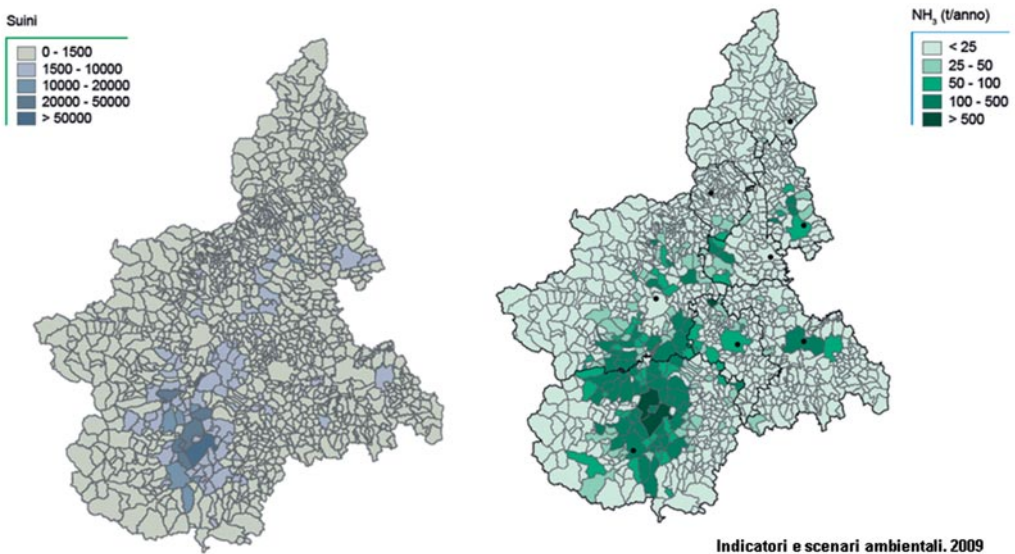 Suini
0 - 1500
1500 - 10000
10000 - 20000
20000 - 50000
> 50000
NH₃ (t/anno)
< 25
25 - 50
50 - 100
100 - 500
> 500
Indicatori e scenari ambientali. 2009